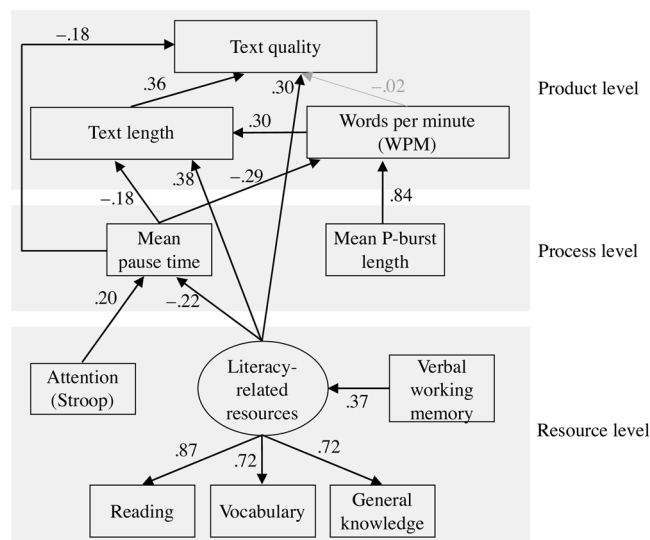 −.18
Text quality
.36
.30
−.02
Product level
Text length
.30
Words per minute
(WPM)
−.18
.38
−.29
.84
Mean
pause time
Mean P-burst
length
Process level
.20
−.22
Attention
(Stroop)
Literacy-
related
resources
.37
Verbal
working
memory
Resource level
.87
.72
.72
Reading
Vocabulary
General
knowledge